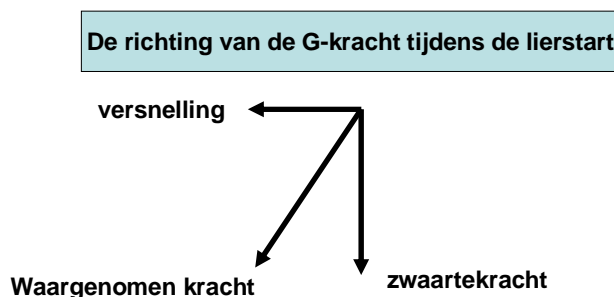 De richting van de G-kracht tijdens de lierstart
versnelling
Waargenomen kracht
zwaartekracht